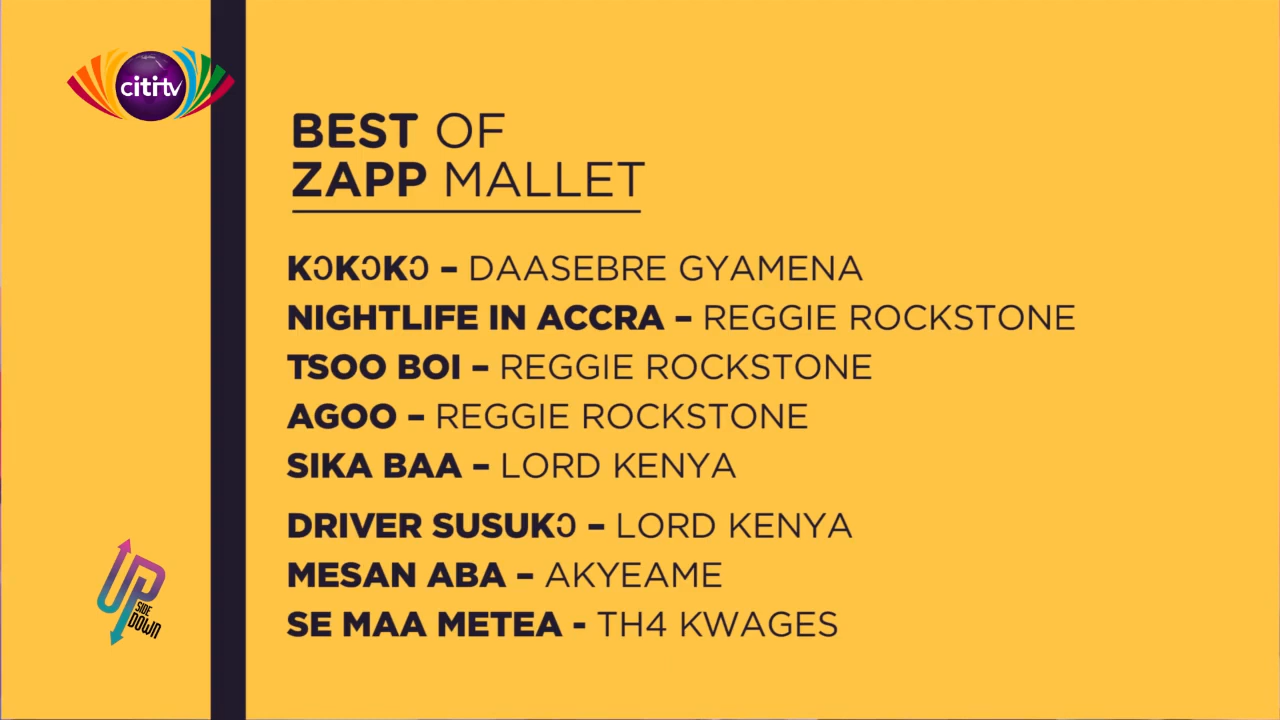 citi tv
BEST OF
ZAPP MALLET
KƆKƆKƆ – DAASEBRE GYAMENA
NIGHTLIFE IN ACCRA – REGGIE ROCKSTONE
TSOO BOI – REGGIE ROCKSTONE
AGOO – REGGIE ROCKSTONE
SIKA BAA – LORD KENYA
DRIVER SUSUKƆ – LORD KENYA
MESAN ABA – AKYEAME
SE MAA METEA - TH4 KWAGES
UP
SIDE
DOWN